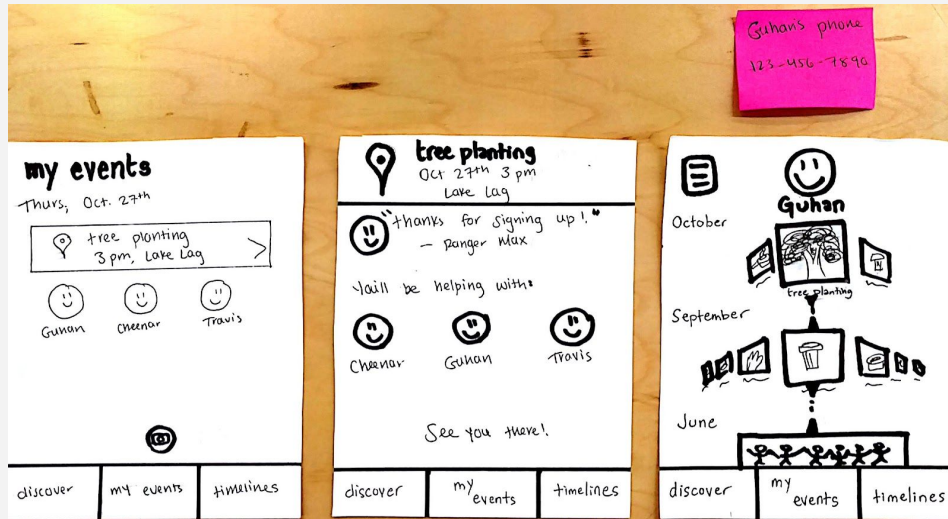 Guhan's phone
123-456-7890
my events
Thurs, Oct. 27th
tree planting
3 pm, Lake Lag
Guhan
Cheenar
Travis
discover
my events
timelines
tree planting
Oct 27th 3 pm
Lake Lag
"thanks for signing up!"
- Ranger Max
You'll be helping with:
Cheenar
Guhan
Travis
See you there!
discover
my events
timelines
Guhan
October
tree planting
September
June
discover
my events
timelines